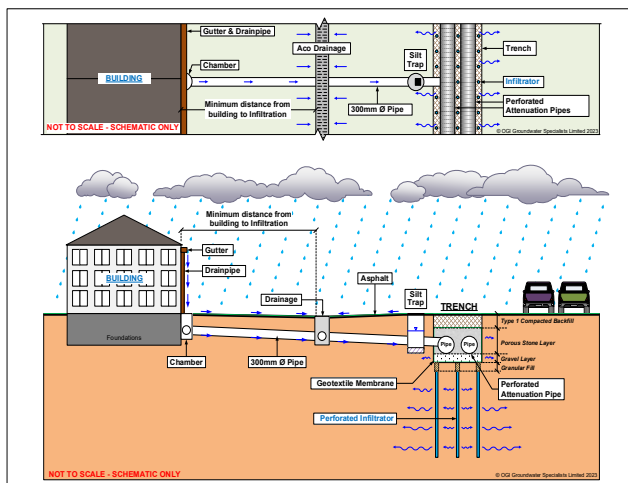 Gutter & Drainpipe
Aco Drainage
Silt
Trap
Trench
BUILDING
Chamber
Infiltrator
Minimum distance from
building to Infiltration
300mm Ø Pipe
Perforated
Attenuation Pipes
NOT TO SCALE - SCHEMATIC ONLY
© OGI Groundwater Specialists Limited 2023
Minimum distance from
building to Infiltration
Gutter
BUILDING
Drainpipe
Drainage
Asphalt
Silt
Trap
TRENCH
Type 1 Compacted Backfill
Foundations
Pipe
Pipe
Porous Stone Layer
Chamber
300mm Ø Pipe
Gravel Layer
Granular Fill
Geotextile Membrane
Perforated
Attenuation Pipe
Perforated Infiltrator
NOT TO SCALE - SCHEMATIC ONLY
© OGI Groundwater Specialists Limited 2023